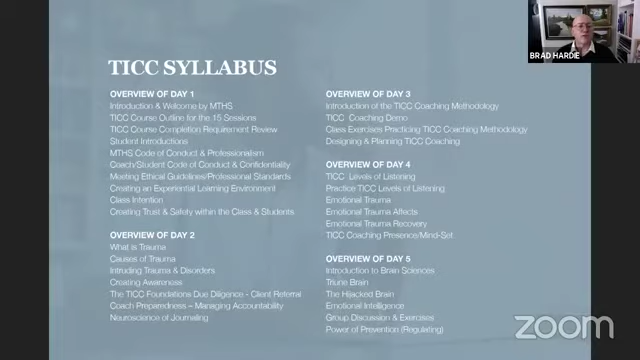 TICC SYLLABUS
OVERVIEW OF DAY 1
Introduction & Welcome by MTHS
TICC Course Outline for the 15 Sessions
TICC Course Completion Requirement Review
Student Introductions
MTHS Code of Conduct & Professionalism
Coach/Student Code of Conduct & Confidentiality
Meeting Ethical Guidelines/Professional Standards
Creating an Experiential Learning Environment
Class Intention
Creating Trust & Safety within the Class & Students
OVERVIEW OF DAY 2
What is Trauma
Causes of Trauma
Intruding Trauma & Disorders
Creating Awareness
The TICC Foundations Due Diligence - Client Referral
Coach Preparedness – Managing Accountability
Neuroscience of Journaling
OVERVIEW OF DAY 3
Introduction of the TICC Coaching Methodology
TICC Coaching Demo
Class Exercises Practicing TICC Coaching Methodology
Designing & Planning TICC Coaching
OVERVIEW OF DAY 4
TICC Levels of Listening
Practice TICC Levels of Listening
Emotional Trauma
Emotional Trauma Affects
Emotional Trauma Recovery
TICC Coaching Presence/Mind-Set
OVERVIEW OF DAY 5
Introduction to Brain Sciences
Triune Brain
The Hijacked Brain
Emotional Intelligence
Group Discussion & Exercises
Power of Prevention (Regulating)
BRAD HARDIE
zoom